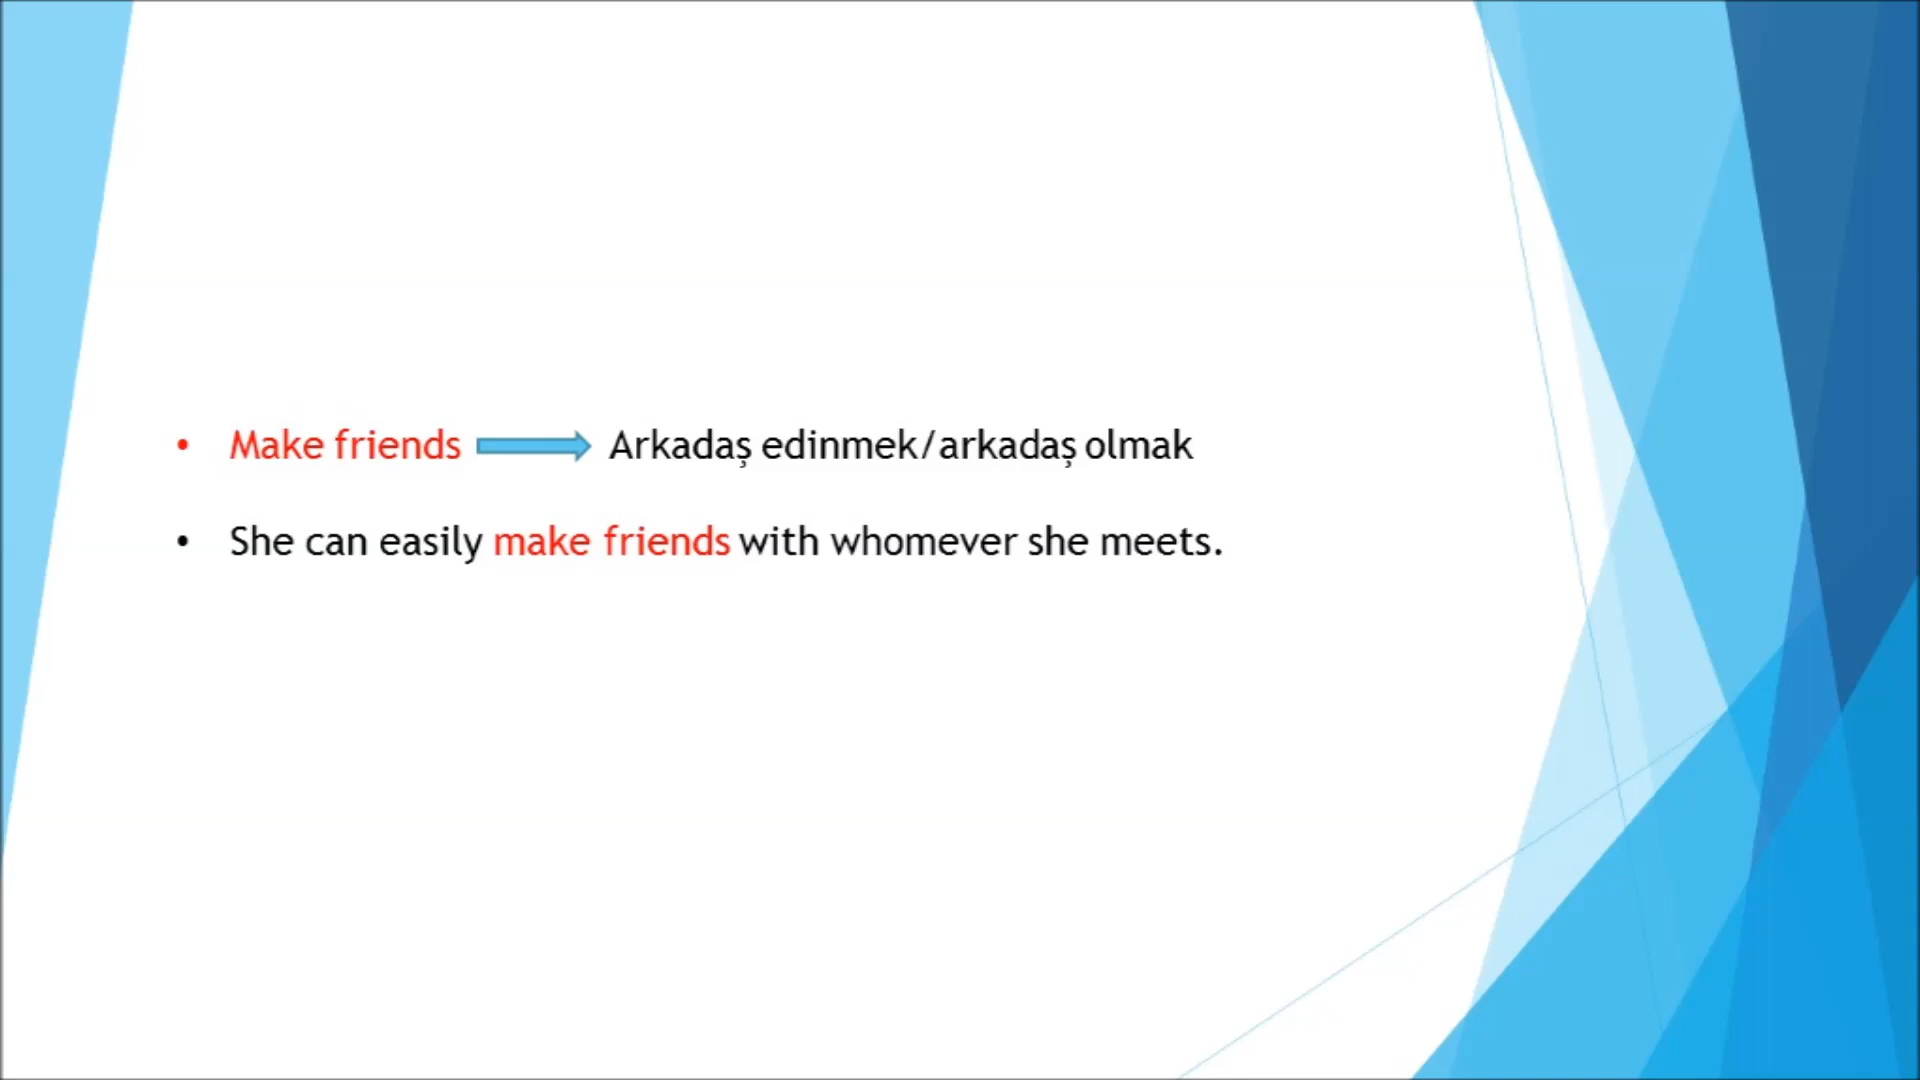 • Make friends Arkadaş edinmek/arkadaş olmak
• She can easily make friends with whomever she meets.